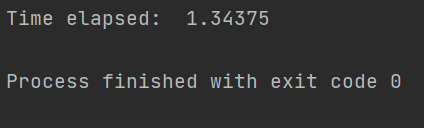 Time elapsed:  1.34375
Process finished with exit code 0